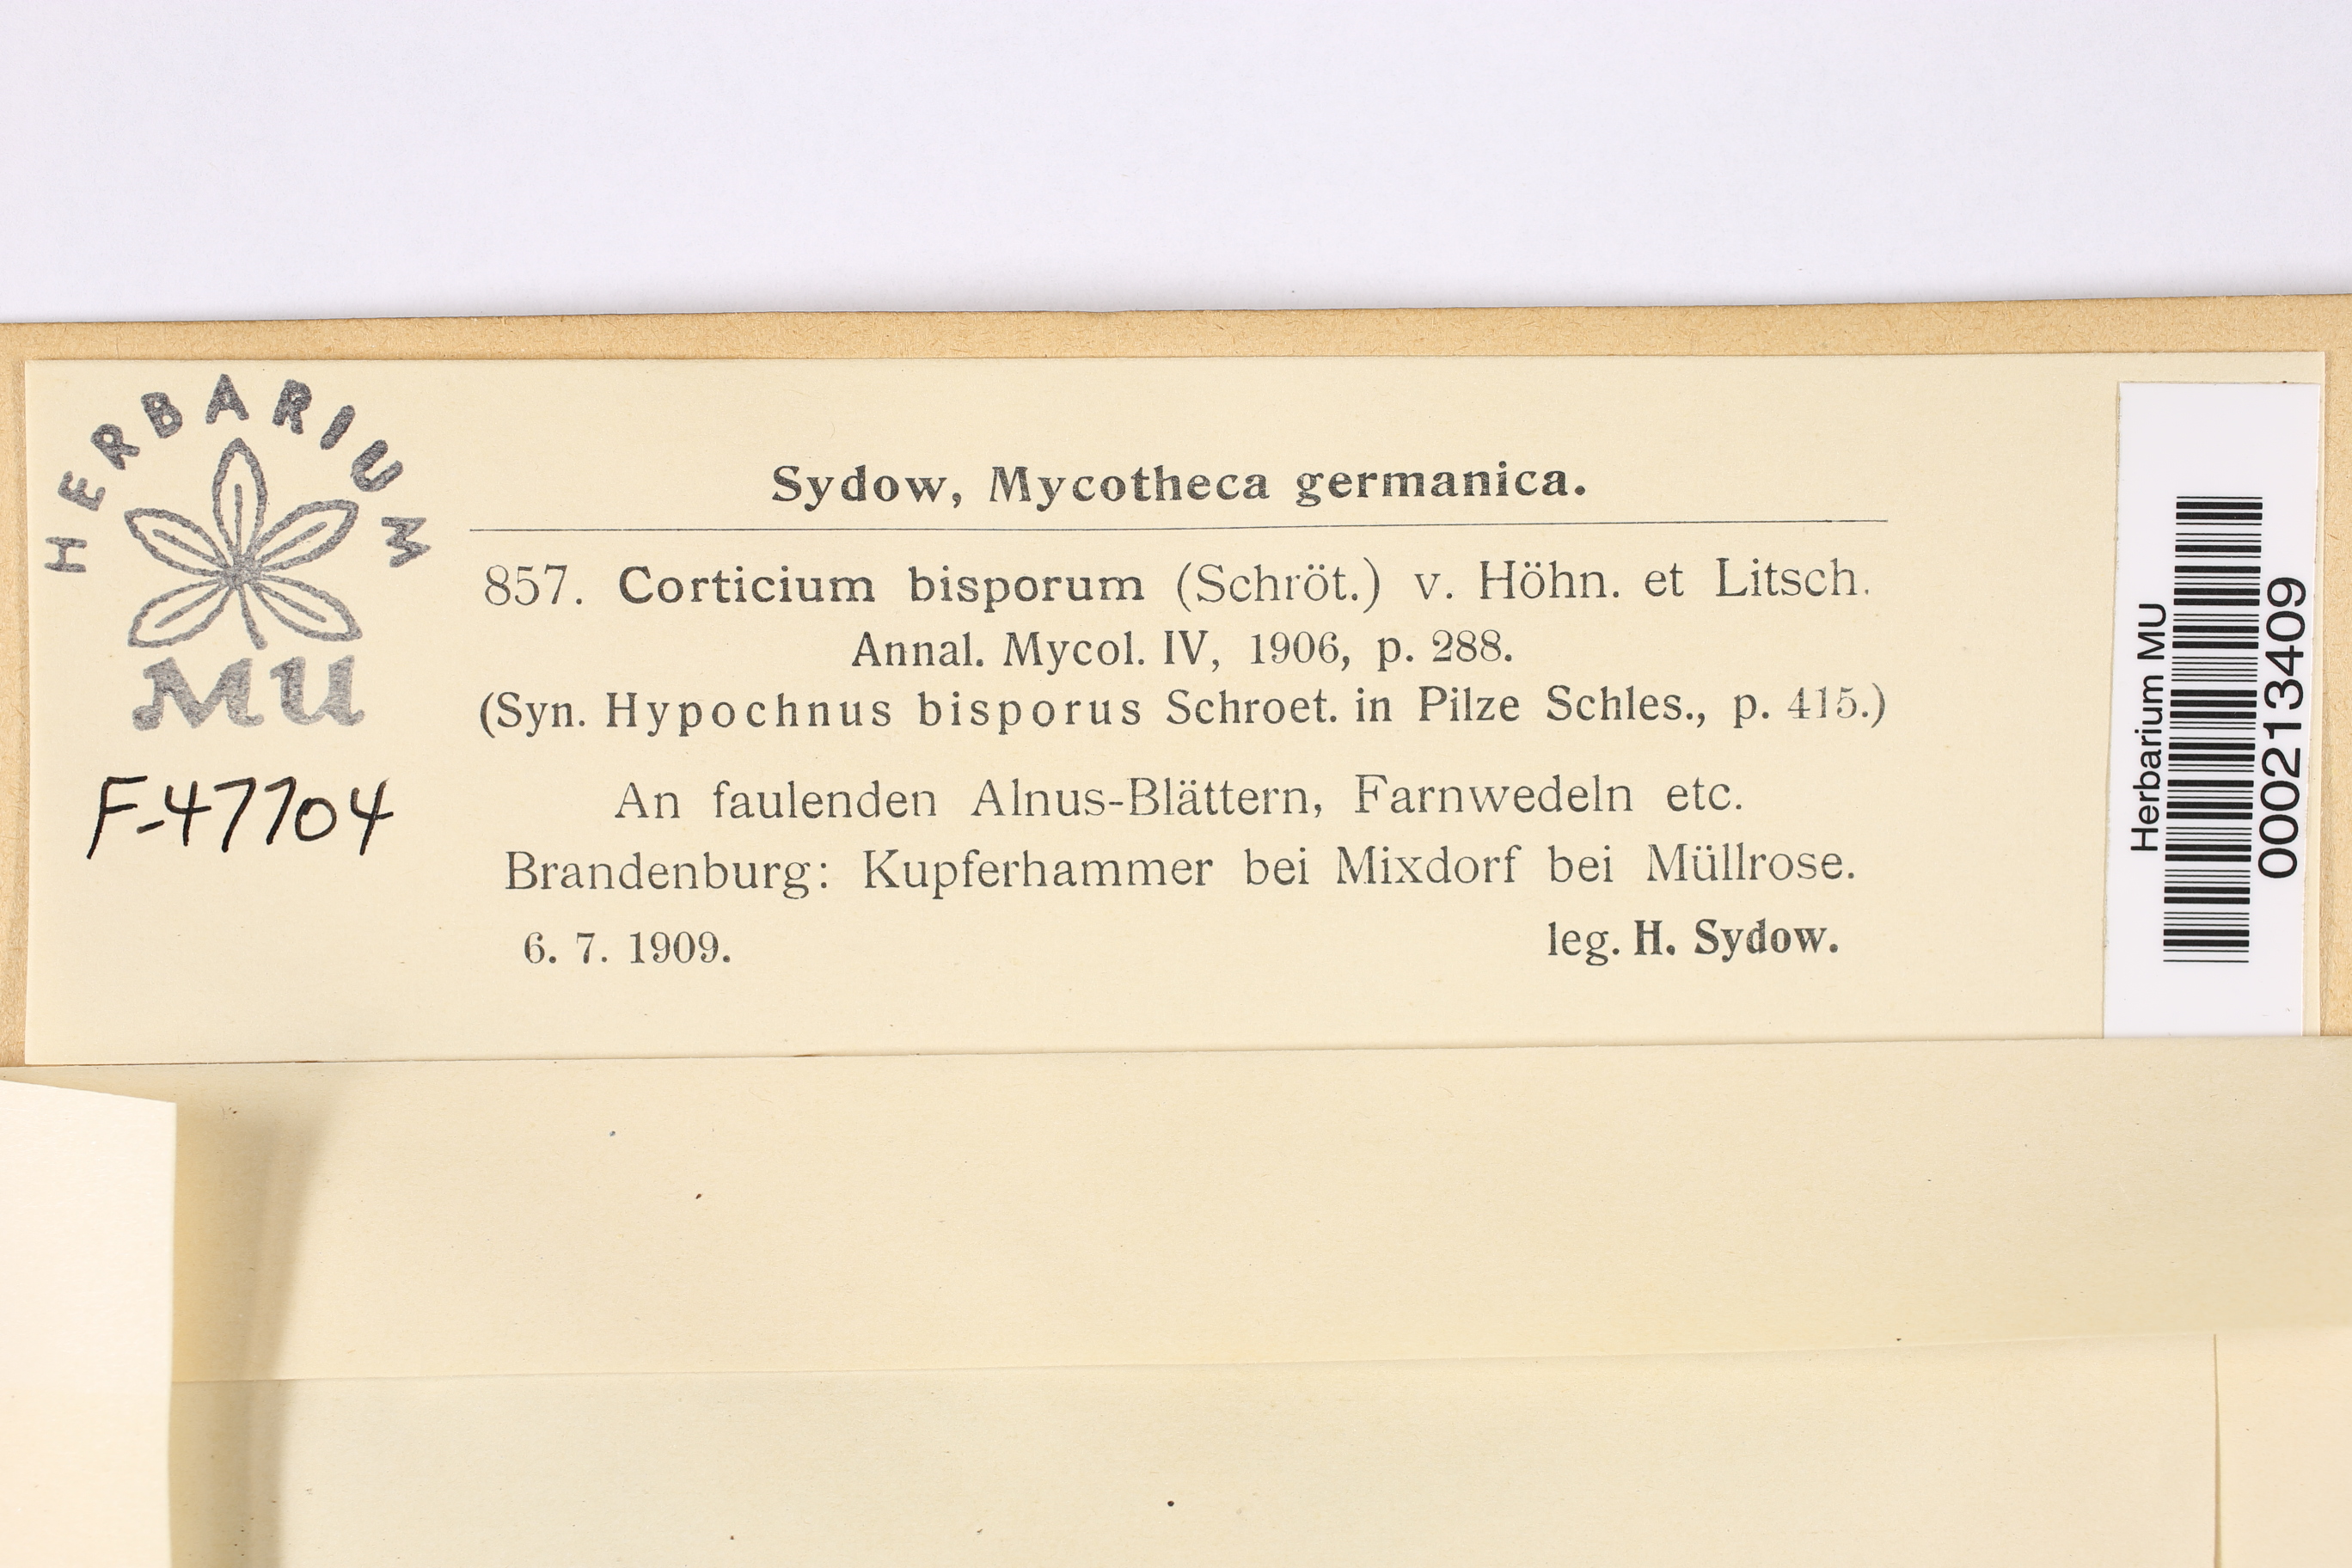 HERBARIUM
MU
F-47704
Sydow, Mycotheca germanica.
857. Corticium bisporum (Schröt.) v. Höhn. et Litsch.
Annal. Mycol. IV, 1906, p. 288.
(Syn. Hypochnus bisporus Schroet. in Pilze Schles., p. 415.)
An faulenden Alnus-Blättern, Farnwedeln etc.
Brandenburg: Kupferhammer bei Mixdorf bei Müllrose.
6. 7. 1909. leg. H. Sydow.
Herbarium MU
000213409